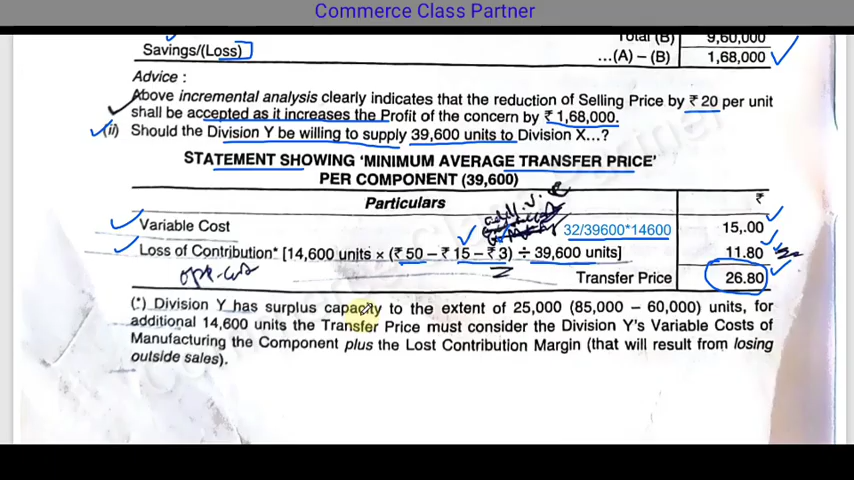 Commerce Class Partner
Total (B) 9,60,000
Savings/(Loss) ...(A) – (B) 1,68,000
Advice :
Above incremental analysis clearly indicates that the reduction of Selling Price by ₹ 20 per unit
shall be accepted as it increases the Profit of the concern by ₹ 1,68,000.
(ii) Should the Division Y be willing to supply 39,600 units to Division X...?
STATEMENT SHOWING ‘MINIMUM AVERAGE TRANSFER PRICE’
PER COMPONENT (39,600)
Particulars ₹
Variable Cost 32/39600*14600 15,.00
Loss of Contribution* [14,600 units × (₹ 50 – ₹ 15 – ₹ 3) ÷ 39,600 units] 11.80
Transfer Price 26.80
(*) Division Y has surplus capacity to the extent of 25,000 (85,000 – 60,000) units, for
additional 14,600 units the Transfer Price must consider the Division Y's Variable Costs of
Manufacturing the Component plus the Lost Contribution Margin (that will result from losing
outside sales).